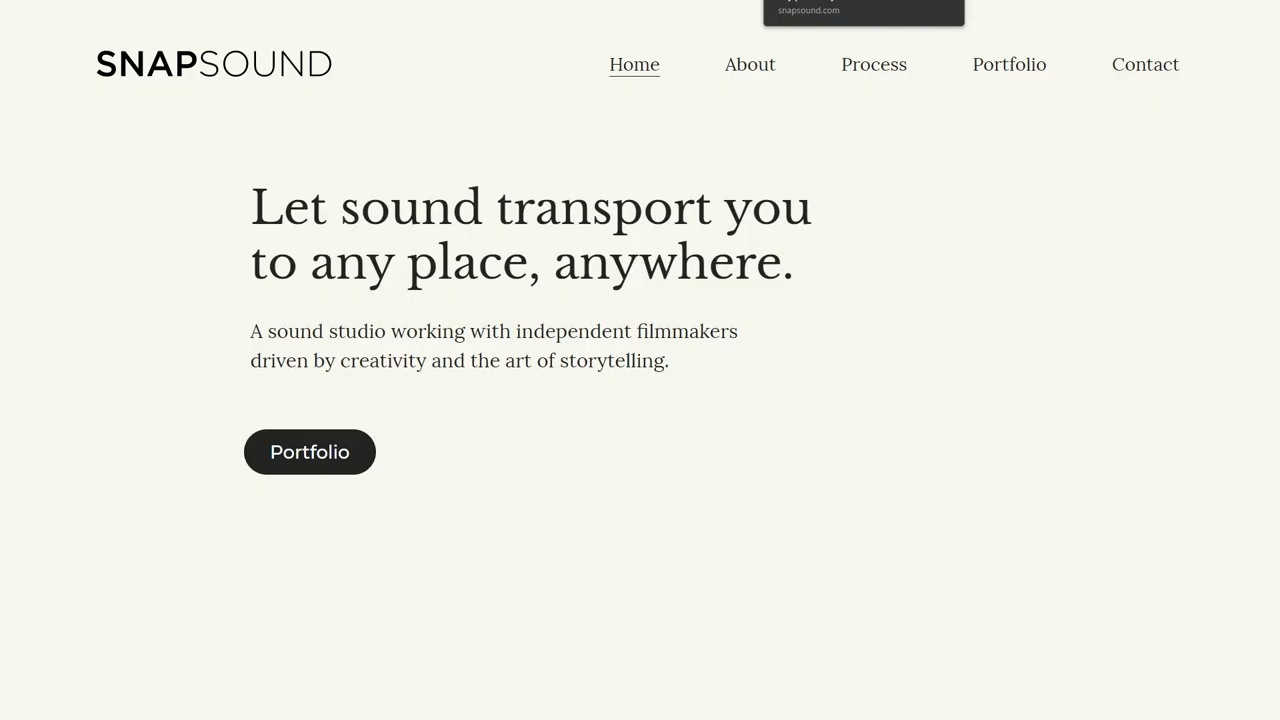 snapsound.com
SNAPSOUND
Home
About
Process
Portfolio
Contact
Let sound transport you
to any place, anywhere.
A sound studio working with independent filmmakers
driven by creativity and the art of storytelling.
Portfolio